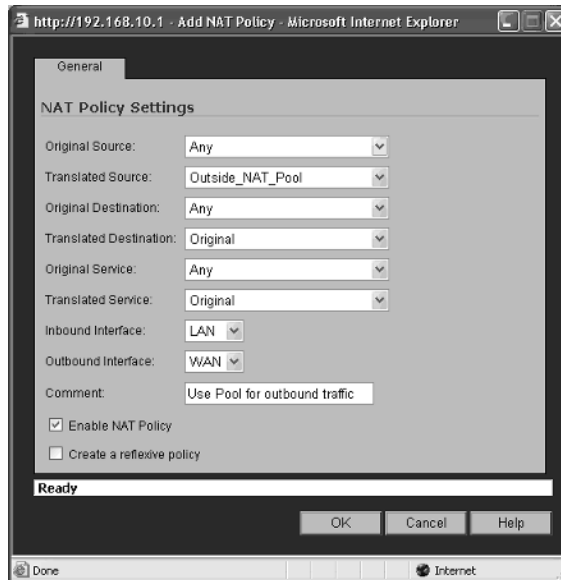 http://192.168.10.1 - Add NAT Policy - Microsoft Internet Explorer
General
NAT Policy Settings
Original Source: Any
Translated Source: Outside_NAT_Pool
Original Destination: Any
Translated Destination: Original
Original Service: Any
Translated Service: Original
Inbound Interface: LAN
Outbound Interface: WAN
Comment: Use Pool for outbound traffic
Enable NAT Policy
Create a reflexive policy
Ready
OK Cancel Help
Done Internet